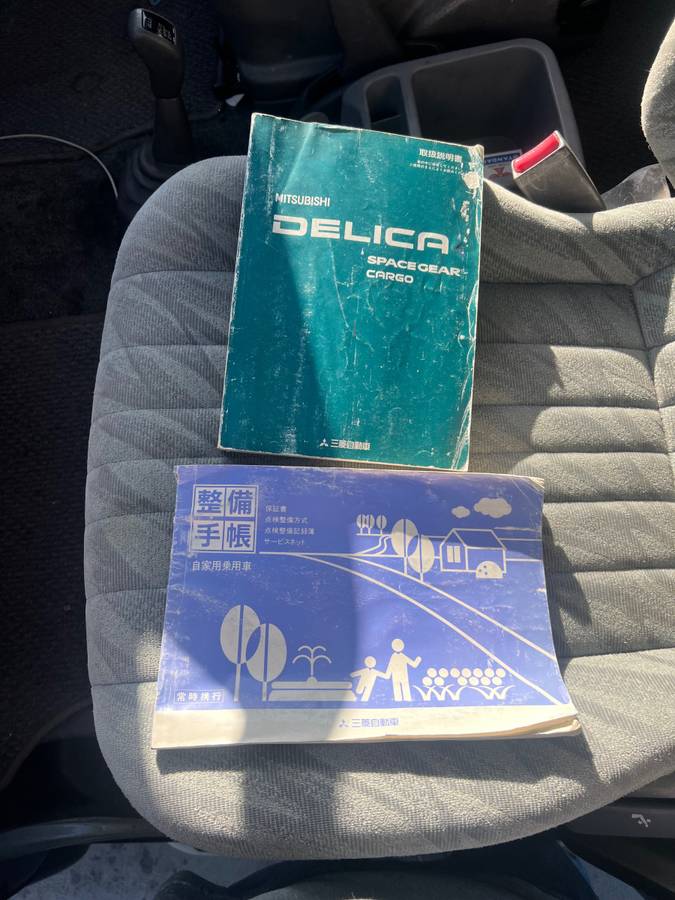 取扱説明書
MITSUBISHI
DELICA
SPACE GEAR
CARGO
三菱自動車
STANDA
整備
手帳
保証書
点検整備方式
点検整備記録簿
サービスネット
自家用乗用車
常時携行
三菱自動車